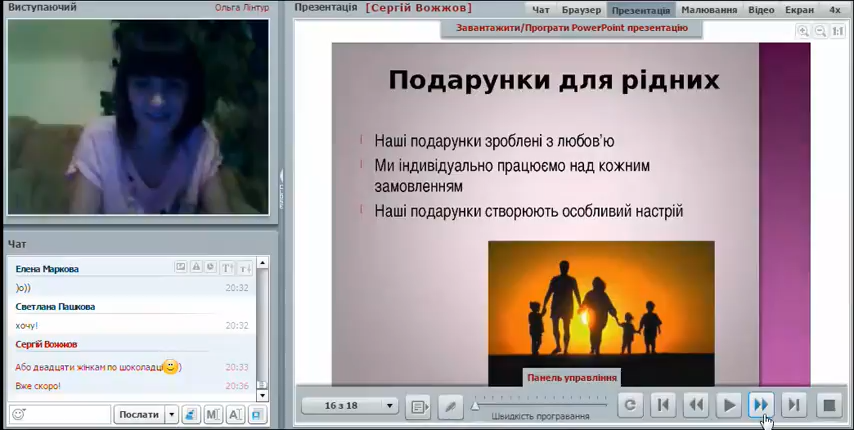 Виступаючий
Ольга Лінтур
Чат
Елена Маркова
)o))
20:32
Светлана Пашкова
хочу!
20:32
Сергій Вожжов
Або двадцяти жінкам по шоколадці )
20:33
Вже скоро!
20:36
Послати
Презентація [Сергій Вожжов]
Чат Браузер Презентація Малювання Відео Екран 4x
Завантажити/Програти PowerPoint презентацію
1:1
Подарунки для рідних
Наші подарунки зроблені з любов'ю
Ми індивідуально працюємо над кожним
замовленням
Наші подарунки створюють особливий настрій
Панель управління
16 з 18
Швидкість програвання